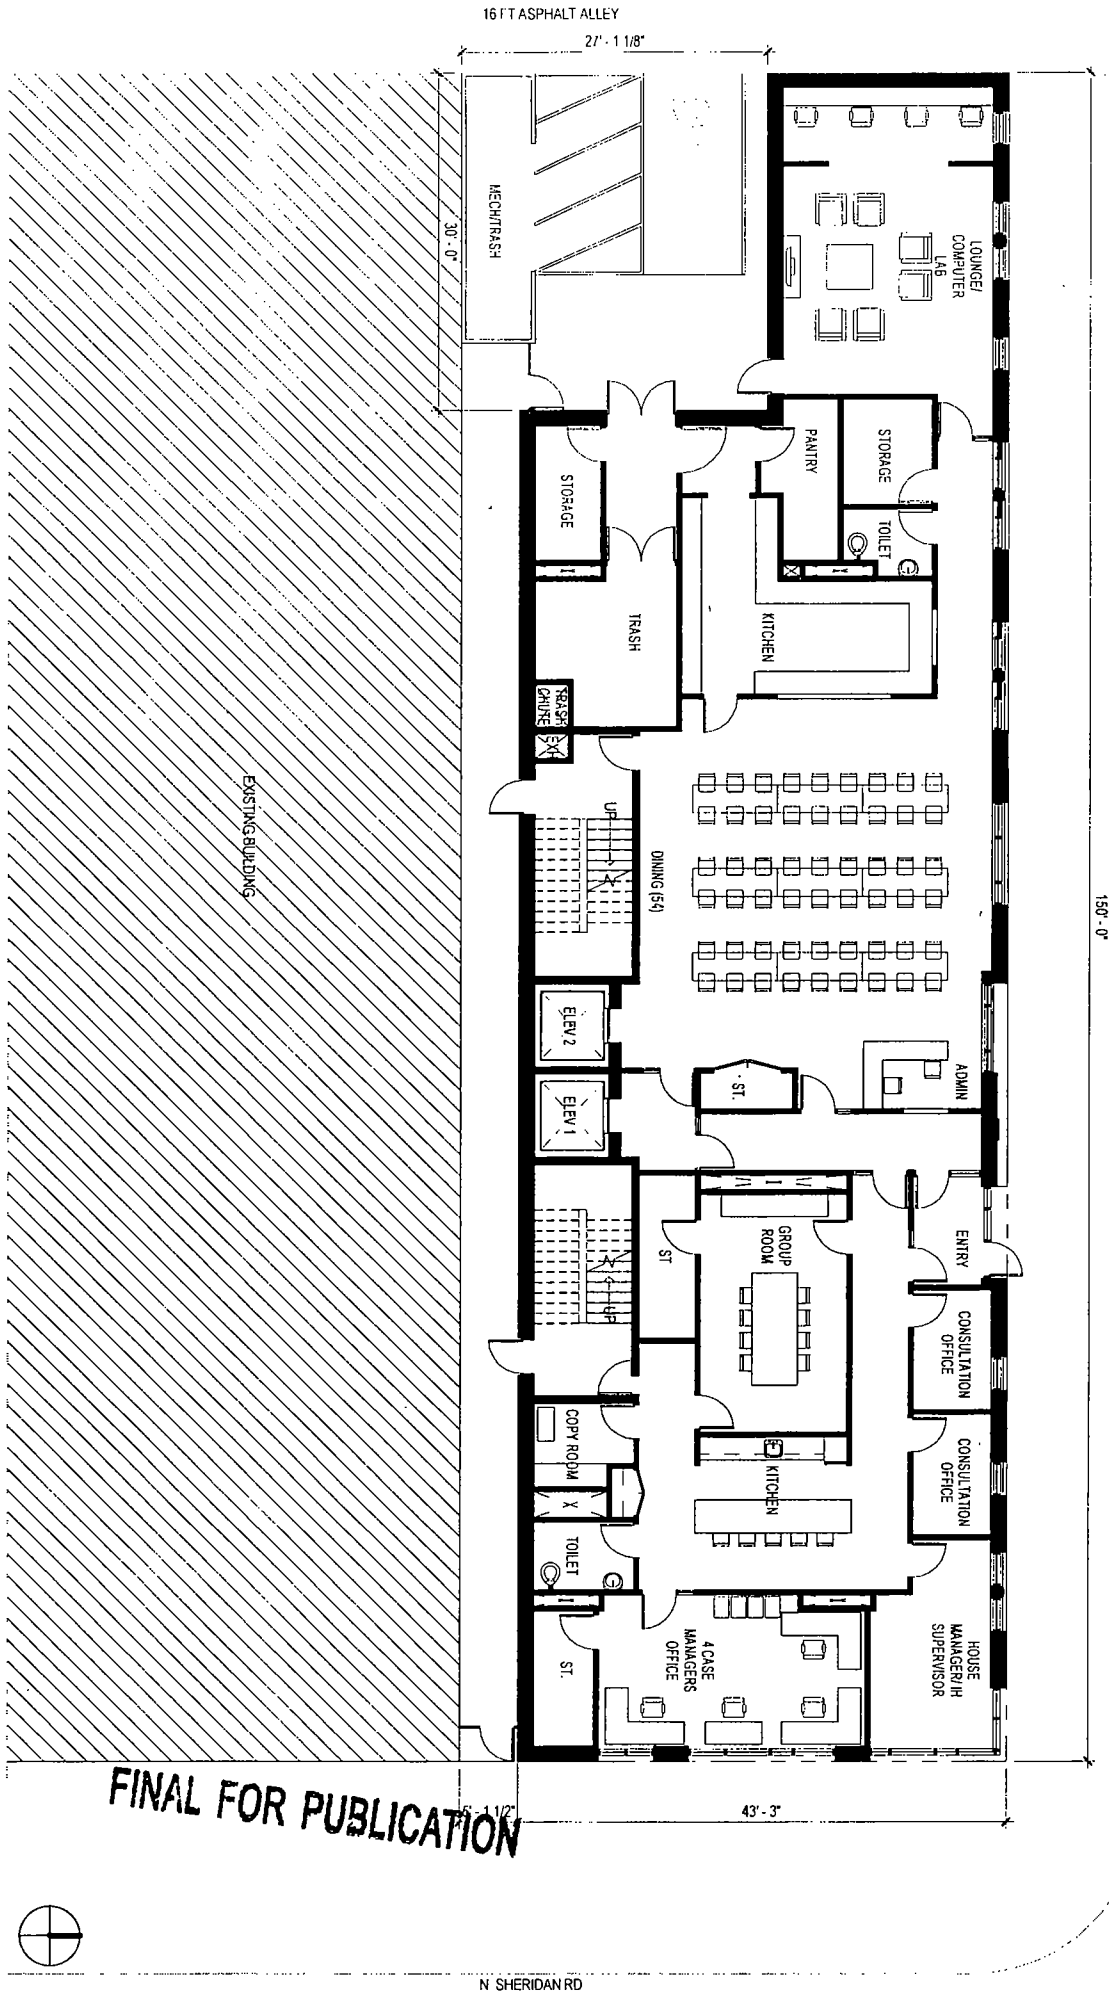 16 FT ASPHALT ALLEY
27' - 1 1/8"
MECH/TRASH
30' - 0"
LOUNGE/
COMPUTER
LAB
STORAGE
PANTRY
STORAGE
TOILET
TRASH
KITCHEN
TRASH
CHUTE
EXH
UP
EXISTING BUILDING
DINING (54)
150' - 0"
ELEV 2
ADMIN
ST.
ELEV 1
ENTRY
GROUP
ROOM
ST
UP
CONSULTATION
OFFICE
COPY ROOM
KITCHEN
CONSULTATION
OFFICE
TOILET
HOUSE
MANAGER/IH
SUPERVISOR
4 CASE
MANAGERS
OFFICE
ST.
FINAL FOR PUBLICATION
- 1 1/2"
43' - 3"
N SHERIDAN RD